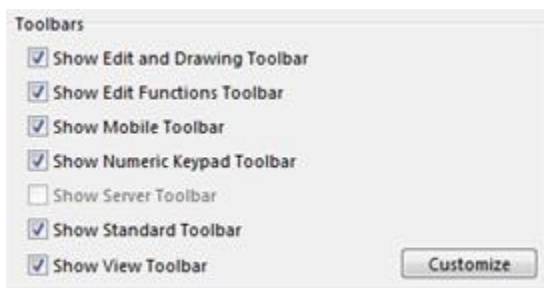 Toolbars
Show Edit and Drawing Toolbar
Show Edit Functions Toolbar
Show Mobile Toolbar
Show Numeric Keypad Toolbar
Show Server Toolbar
Show Standard Toolbar
Show View Toolbar
Customize